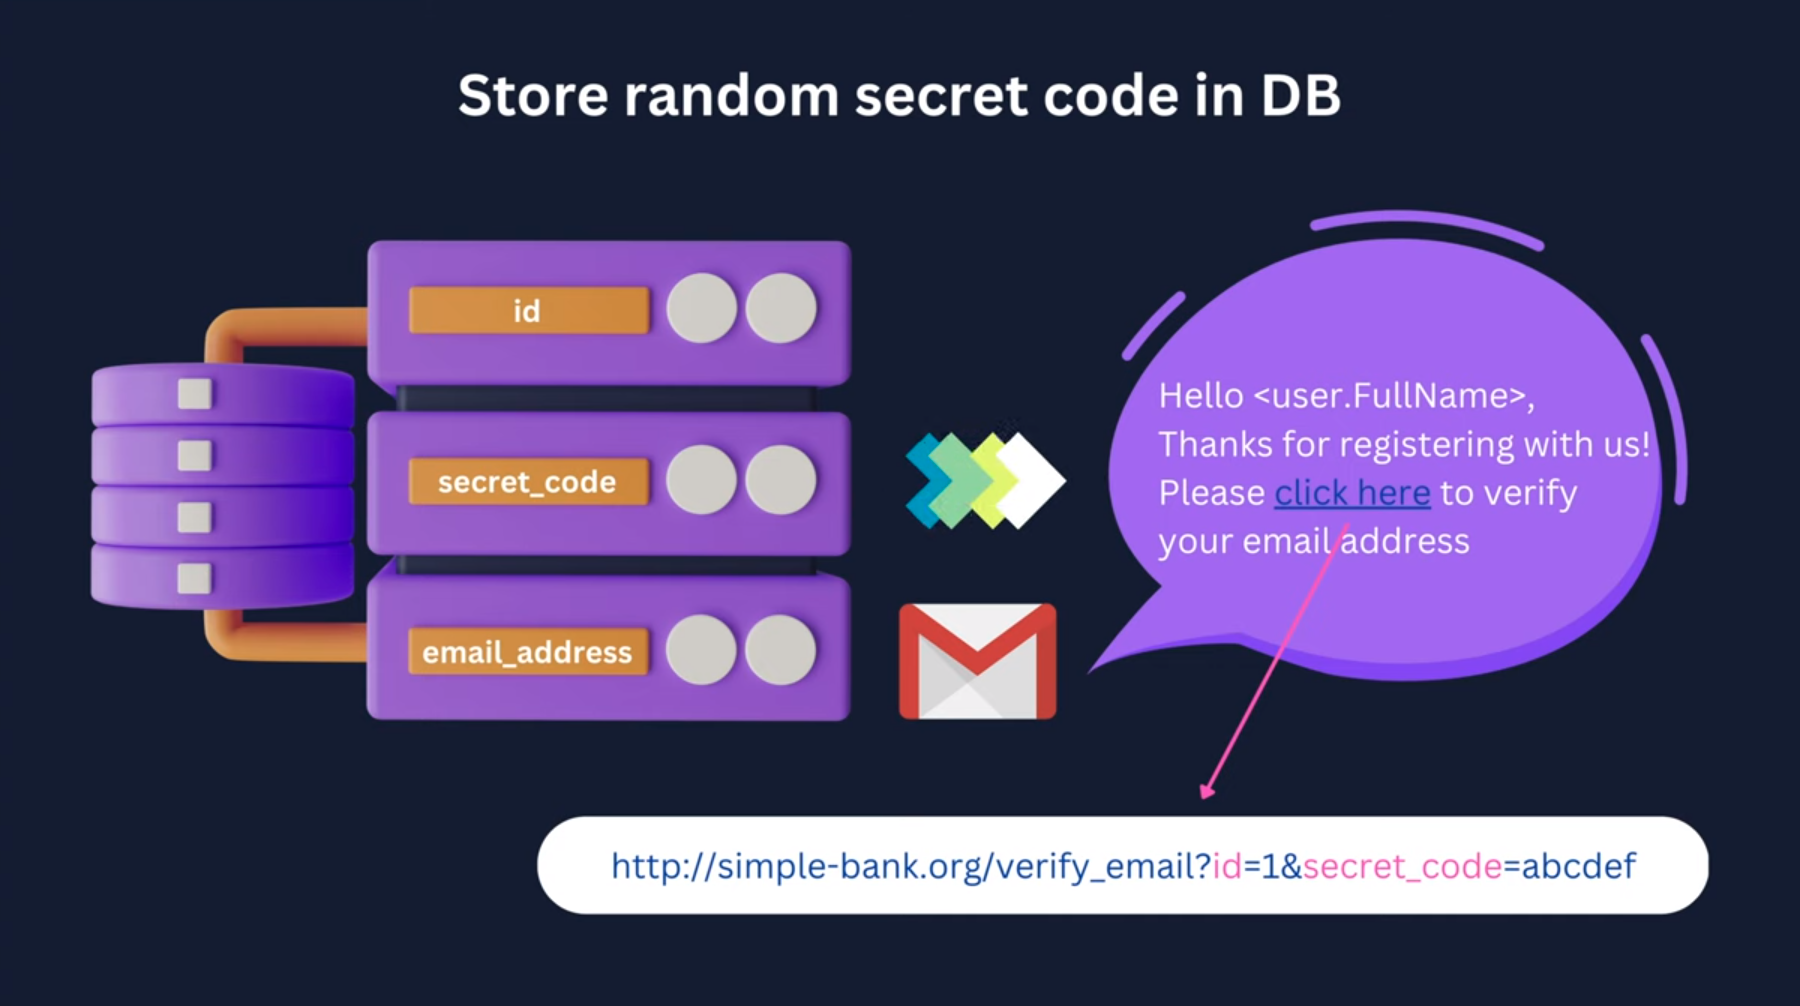 Store random secret code in DB
id
secret_code
email_address
Hello <user.FullName>,
Thanks for registering with us!
Please click here to verify
your email address
http://simple-bank.org/verify_email?id=1&secret_code=abcdef